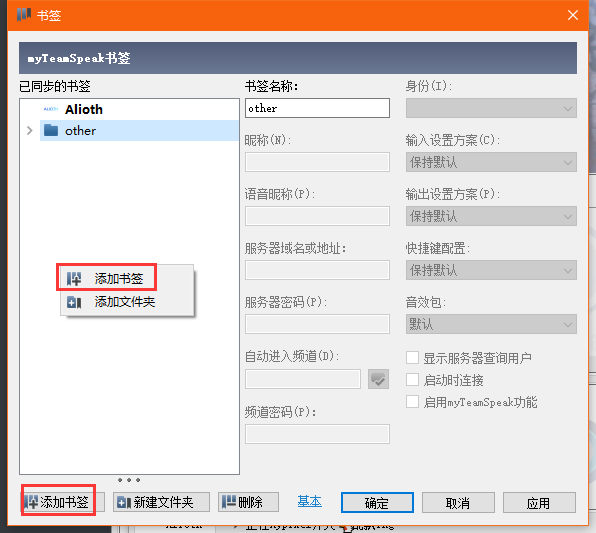 书签
myTeamSpeak书签
已同步的书签
ALIOTH Alioth
other
添加书签
添加文件夹
书签名称:
other
昵称(N):
语音昵称(P):
服务器域名或地址:
服务器密码(P):
自动进入频道(D):
频道密码(P):
身份(I):
输入设置方案(C):
保持默认
输出设置方案(P):
保持默认
快捷键配置:
保持默认
音效包:
默认
显示服务器查询用户
启动时连接
启用myTeamSpeak功能
添加书签
新建文件夹
删除
基本
确定
取消
应用